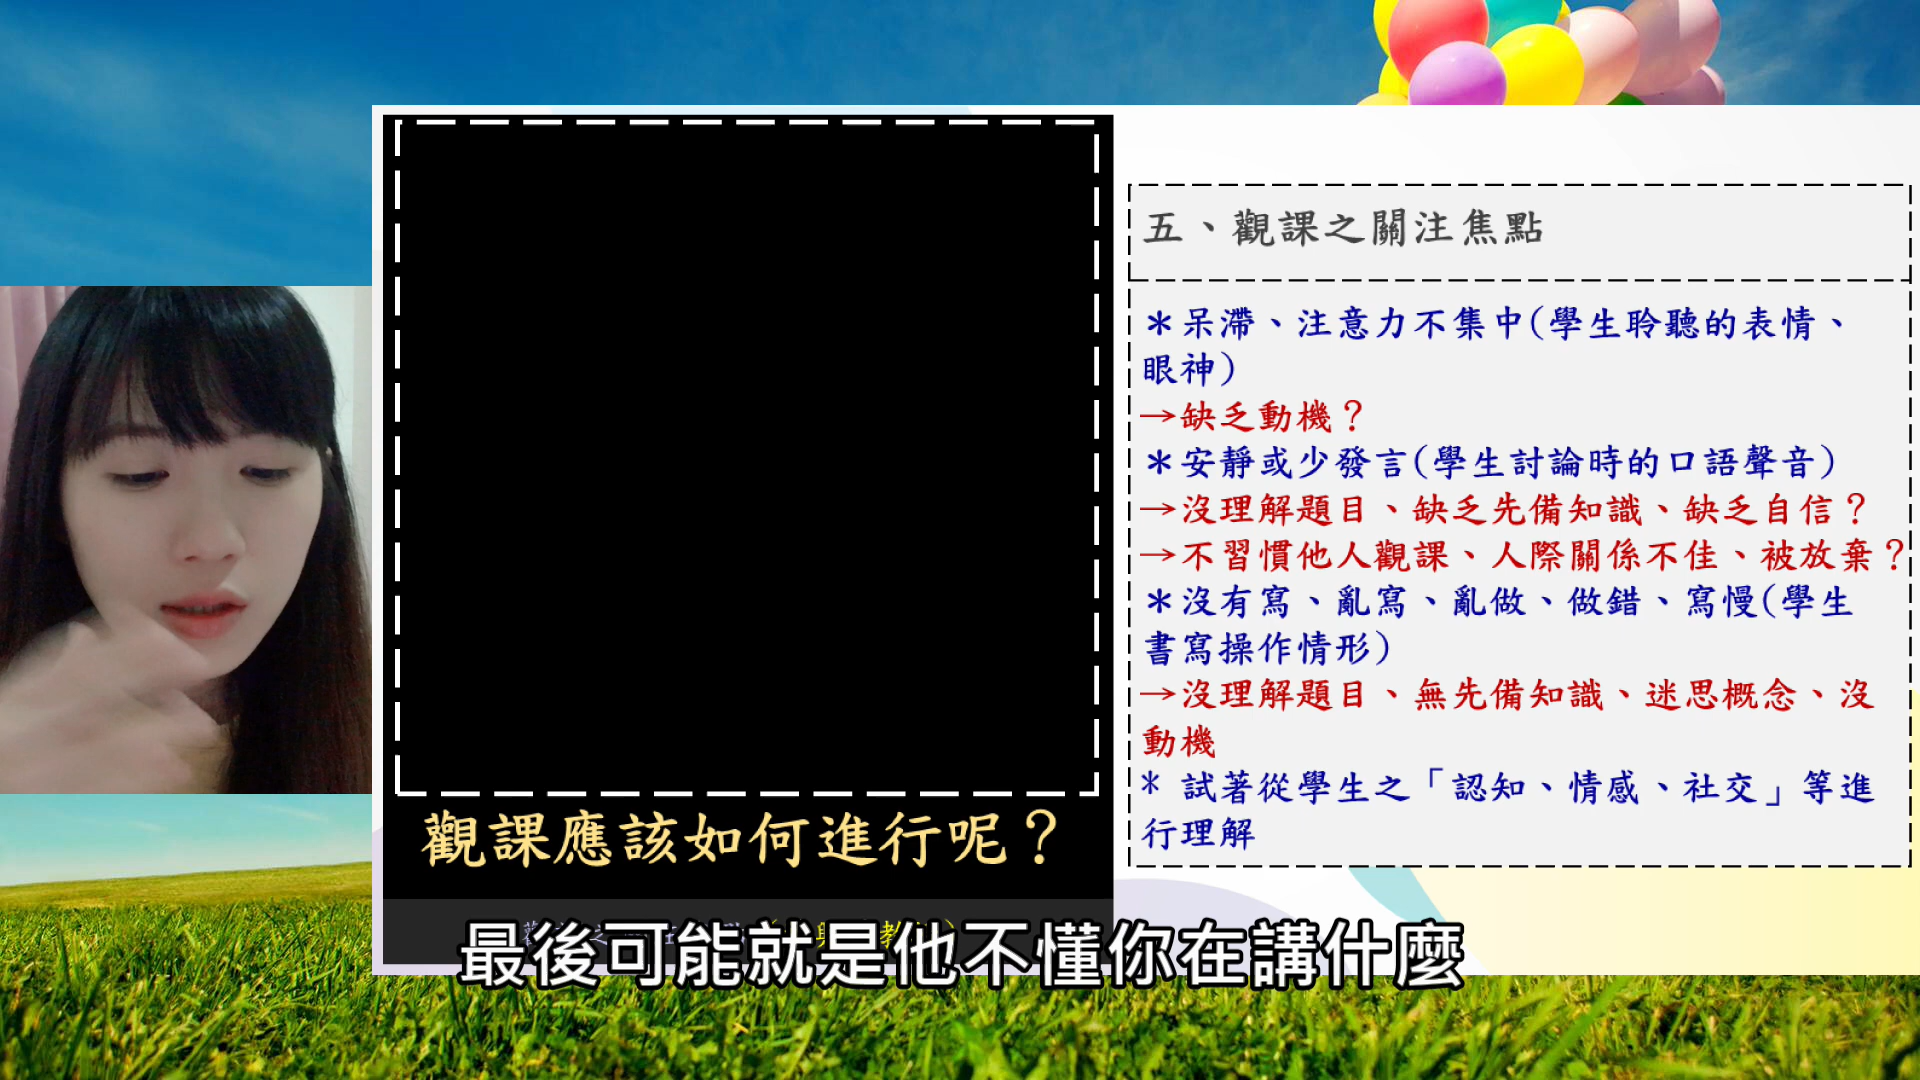 五、觀課之關注焦點
＊呆滯、注意力不集中(學生聆聽的表情、
眼神)
→缺乏動機？
＊安靜或少發言(學生討論時的口語聲音)
→沒理解題目、缺乏先備知識、缺乏自信？
→不習慣他人觀課、人際關係不佳、被放棄？
＊沒有寫、亂寫、亂做、做錯、寫慢(學生
書寫操作情形)
→沒理解題目、無先備知識、迷思概念、沒
動機
* 試著從學生之「認知、情感、社交」等進
行理解
觀課應該如何進行呢？
最後可能就是他不懂你在講什麼